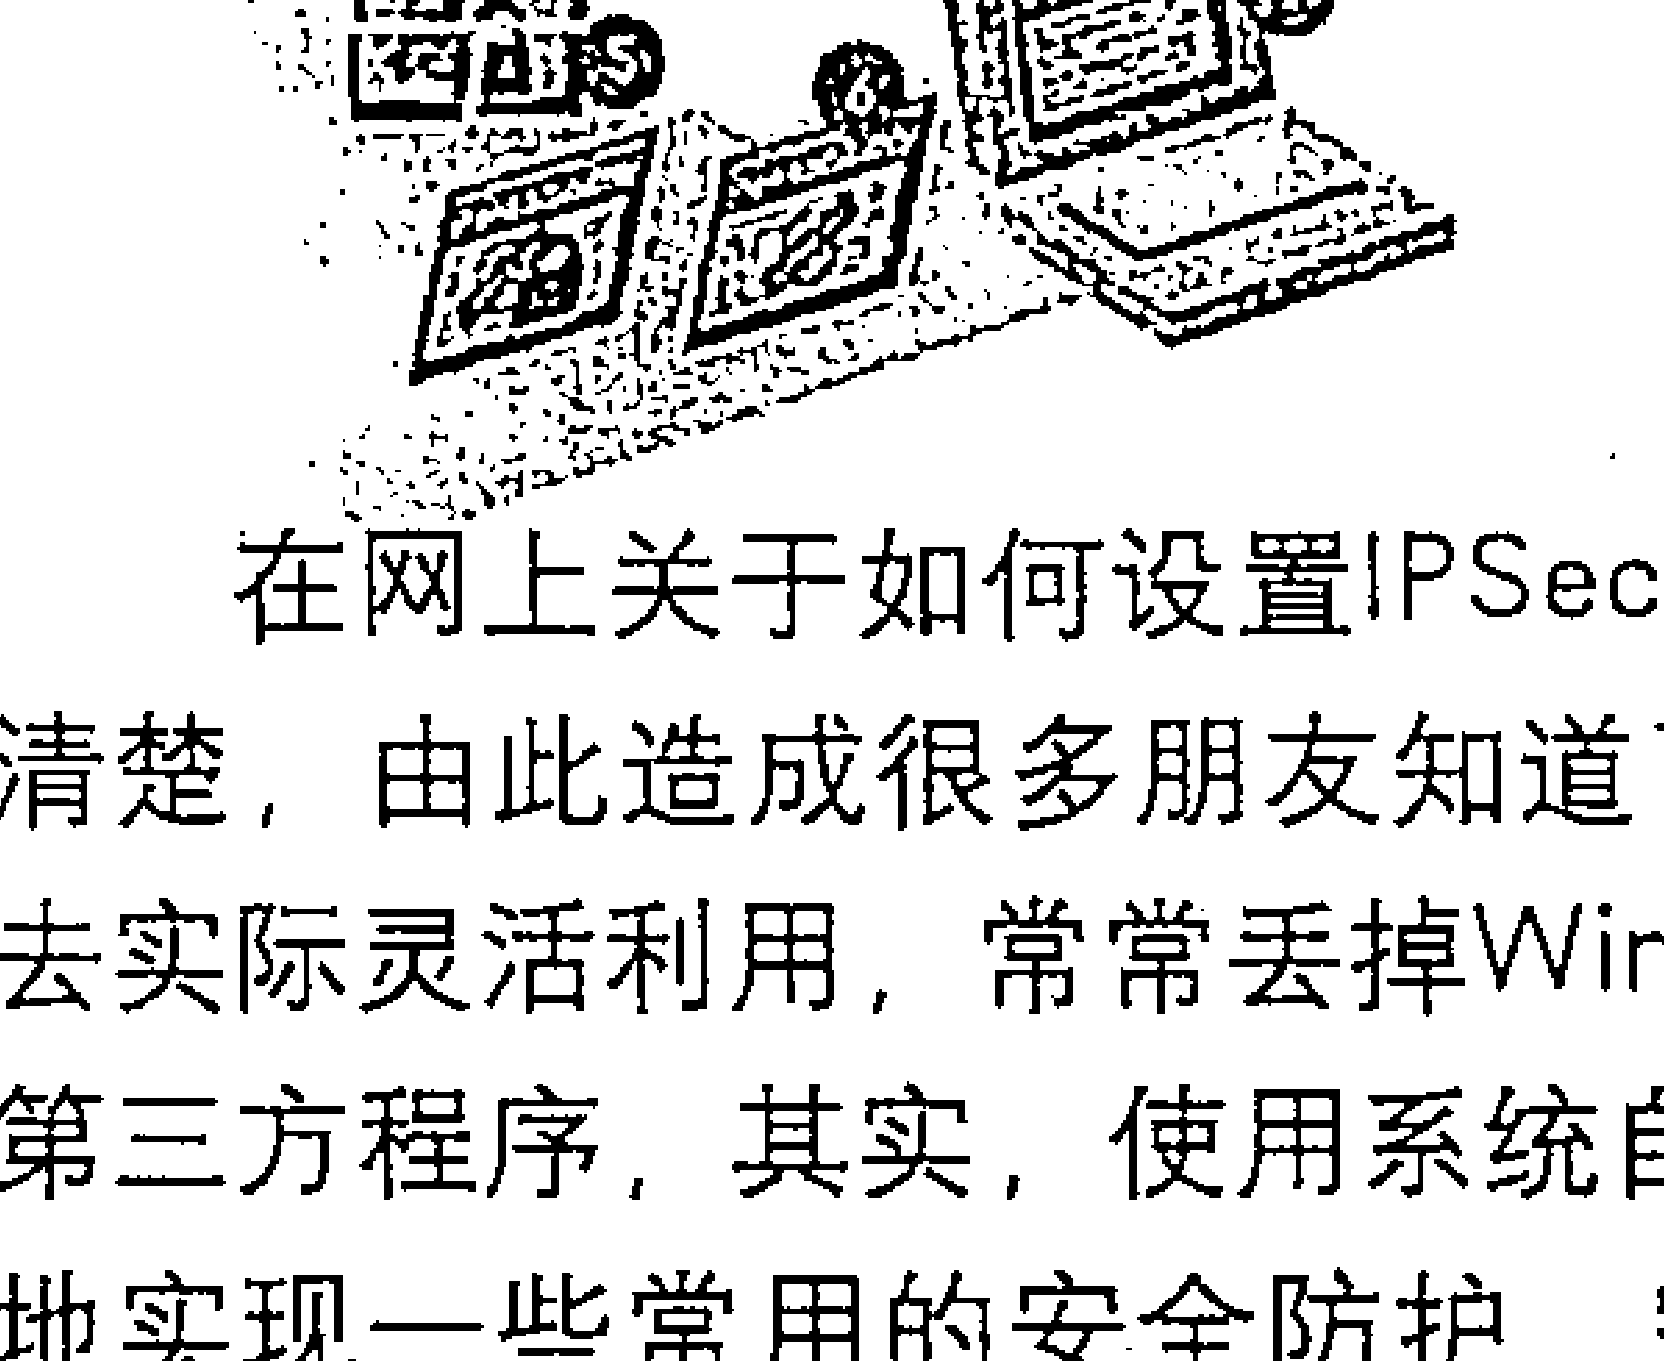 在网上关于如何设置IPSec
清楚，由此造成很多朋友知道
去实际灵活利用，常常丢掉Win
第三方程序，其实，使用系统自
地实现一些常用的安全防护